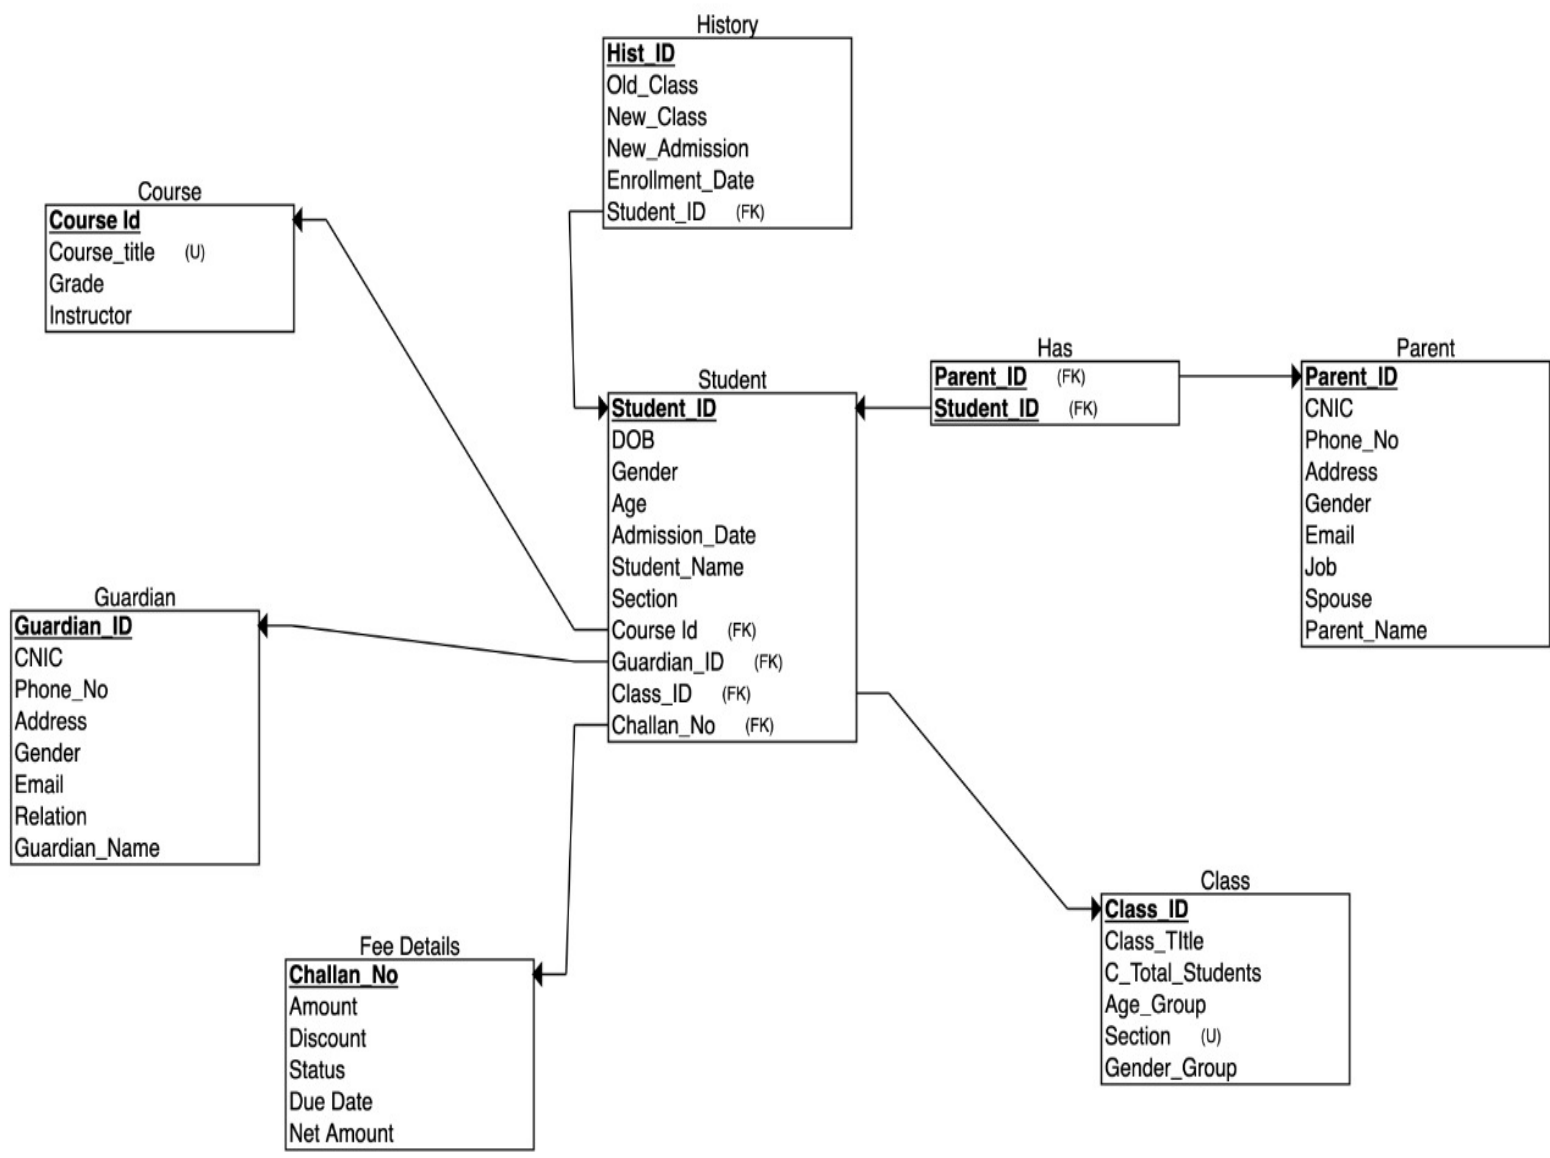 History
Hist_ID
Old_Class
New_Class
New_Admission
Enrollment_Date
Student_ID (FK)
Course
Course Id
Course_title (U)
Grade
Instructor
Student
Student_ID
DOB
Gender
Age
Admission_Date
Student_Name
Section
Course Id (FK)
Guardian_ID (FK)
Class_ID (FK)
Challan_No (FK)
Has
Parent_ID (FK)
Student_ID (FK)
Parent
Parent_ID
CNIC
Phone_No
Address
Gender
Email
Job
Spouse
Parent_Name
Guardian
Guardian_ID
CNIC
Phone_No
Address
Gender
Email
Relation
Guardian_Name
Fee Details
Challan_No
Amount
Discount
Status
Due Date
Net Amount
Class
Class_ID
Class_TItle
C_Total_Students
Age_Group
Section (U)
Gender_Group